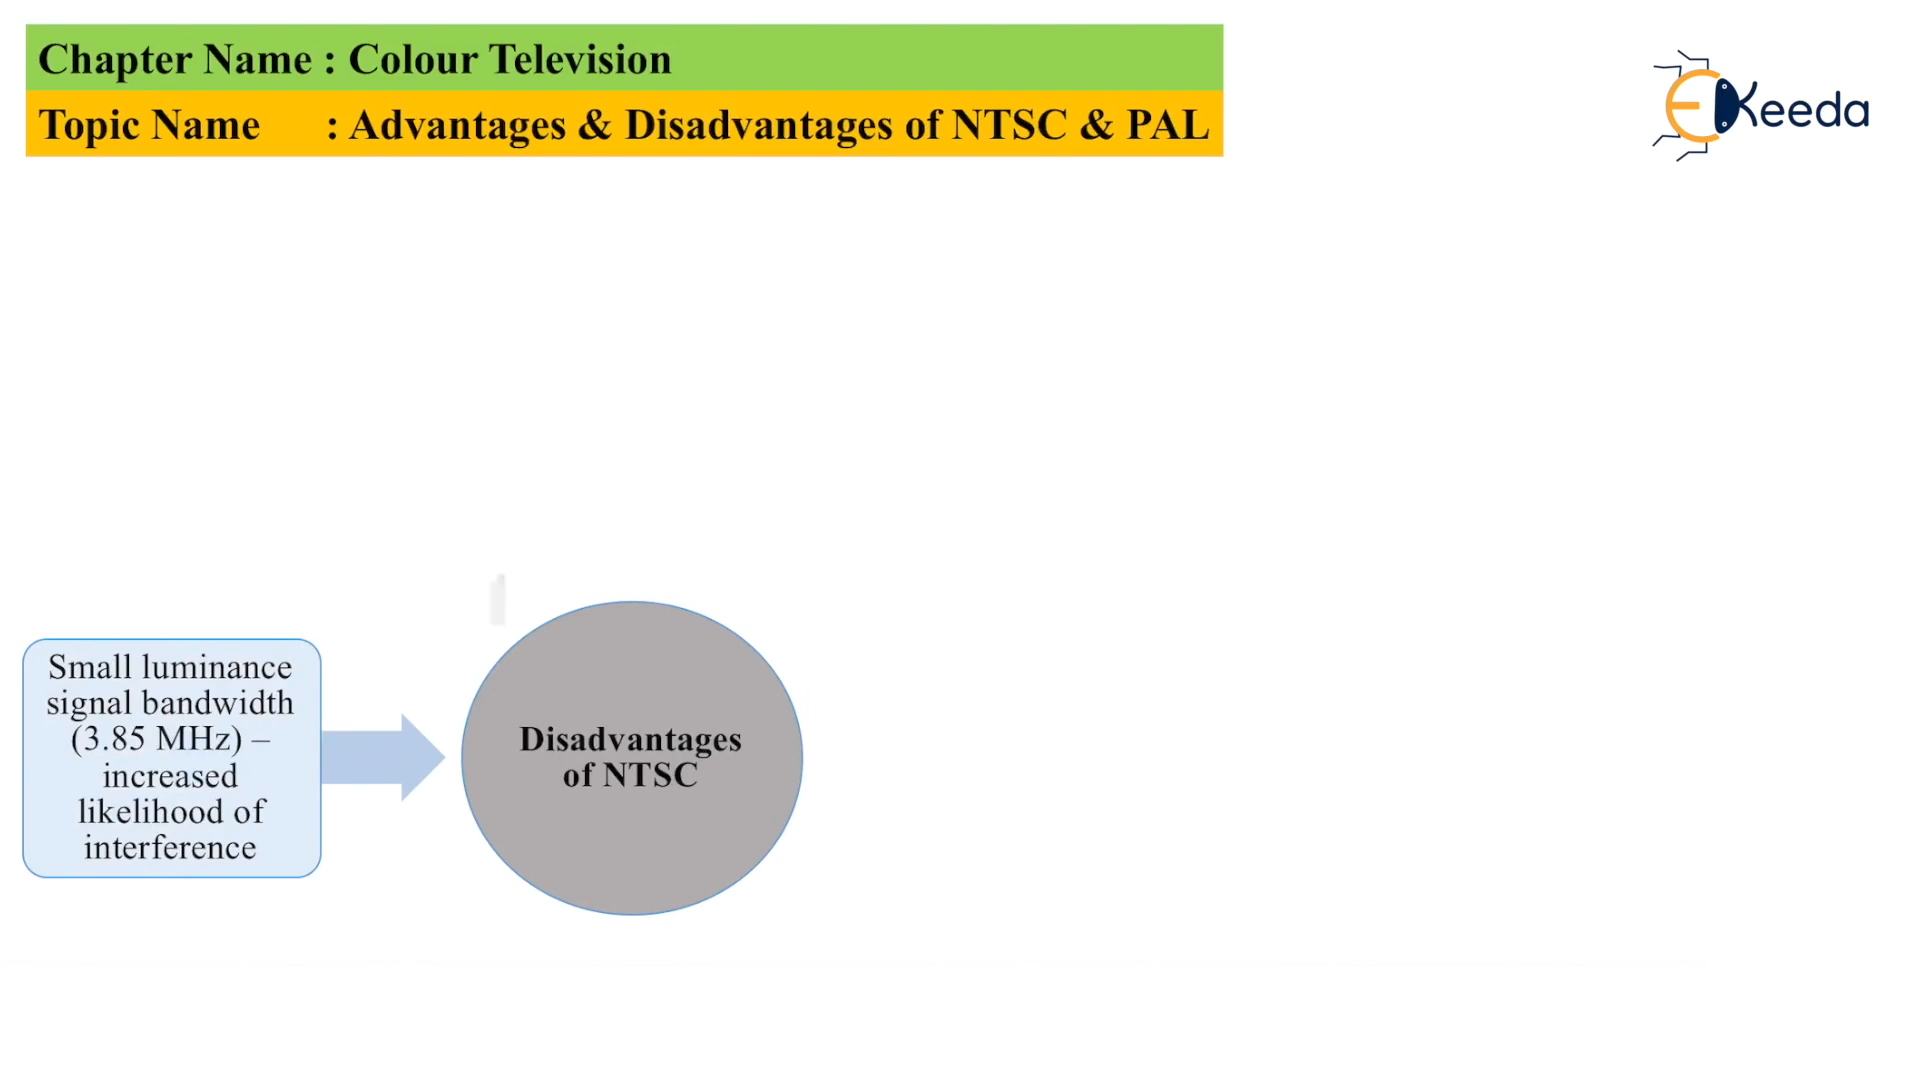 Chapter Name : Colour Television
Topic Name : Advantages & Disadvantages of NTSC & PAL
EKeeda
Small luminance
signal bandwidth
(3.85 MHz) –
increased
likelihood of
interference
Disadvantages
of NTSC